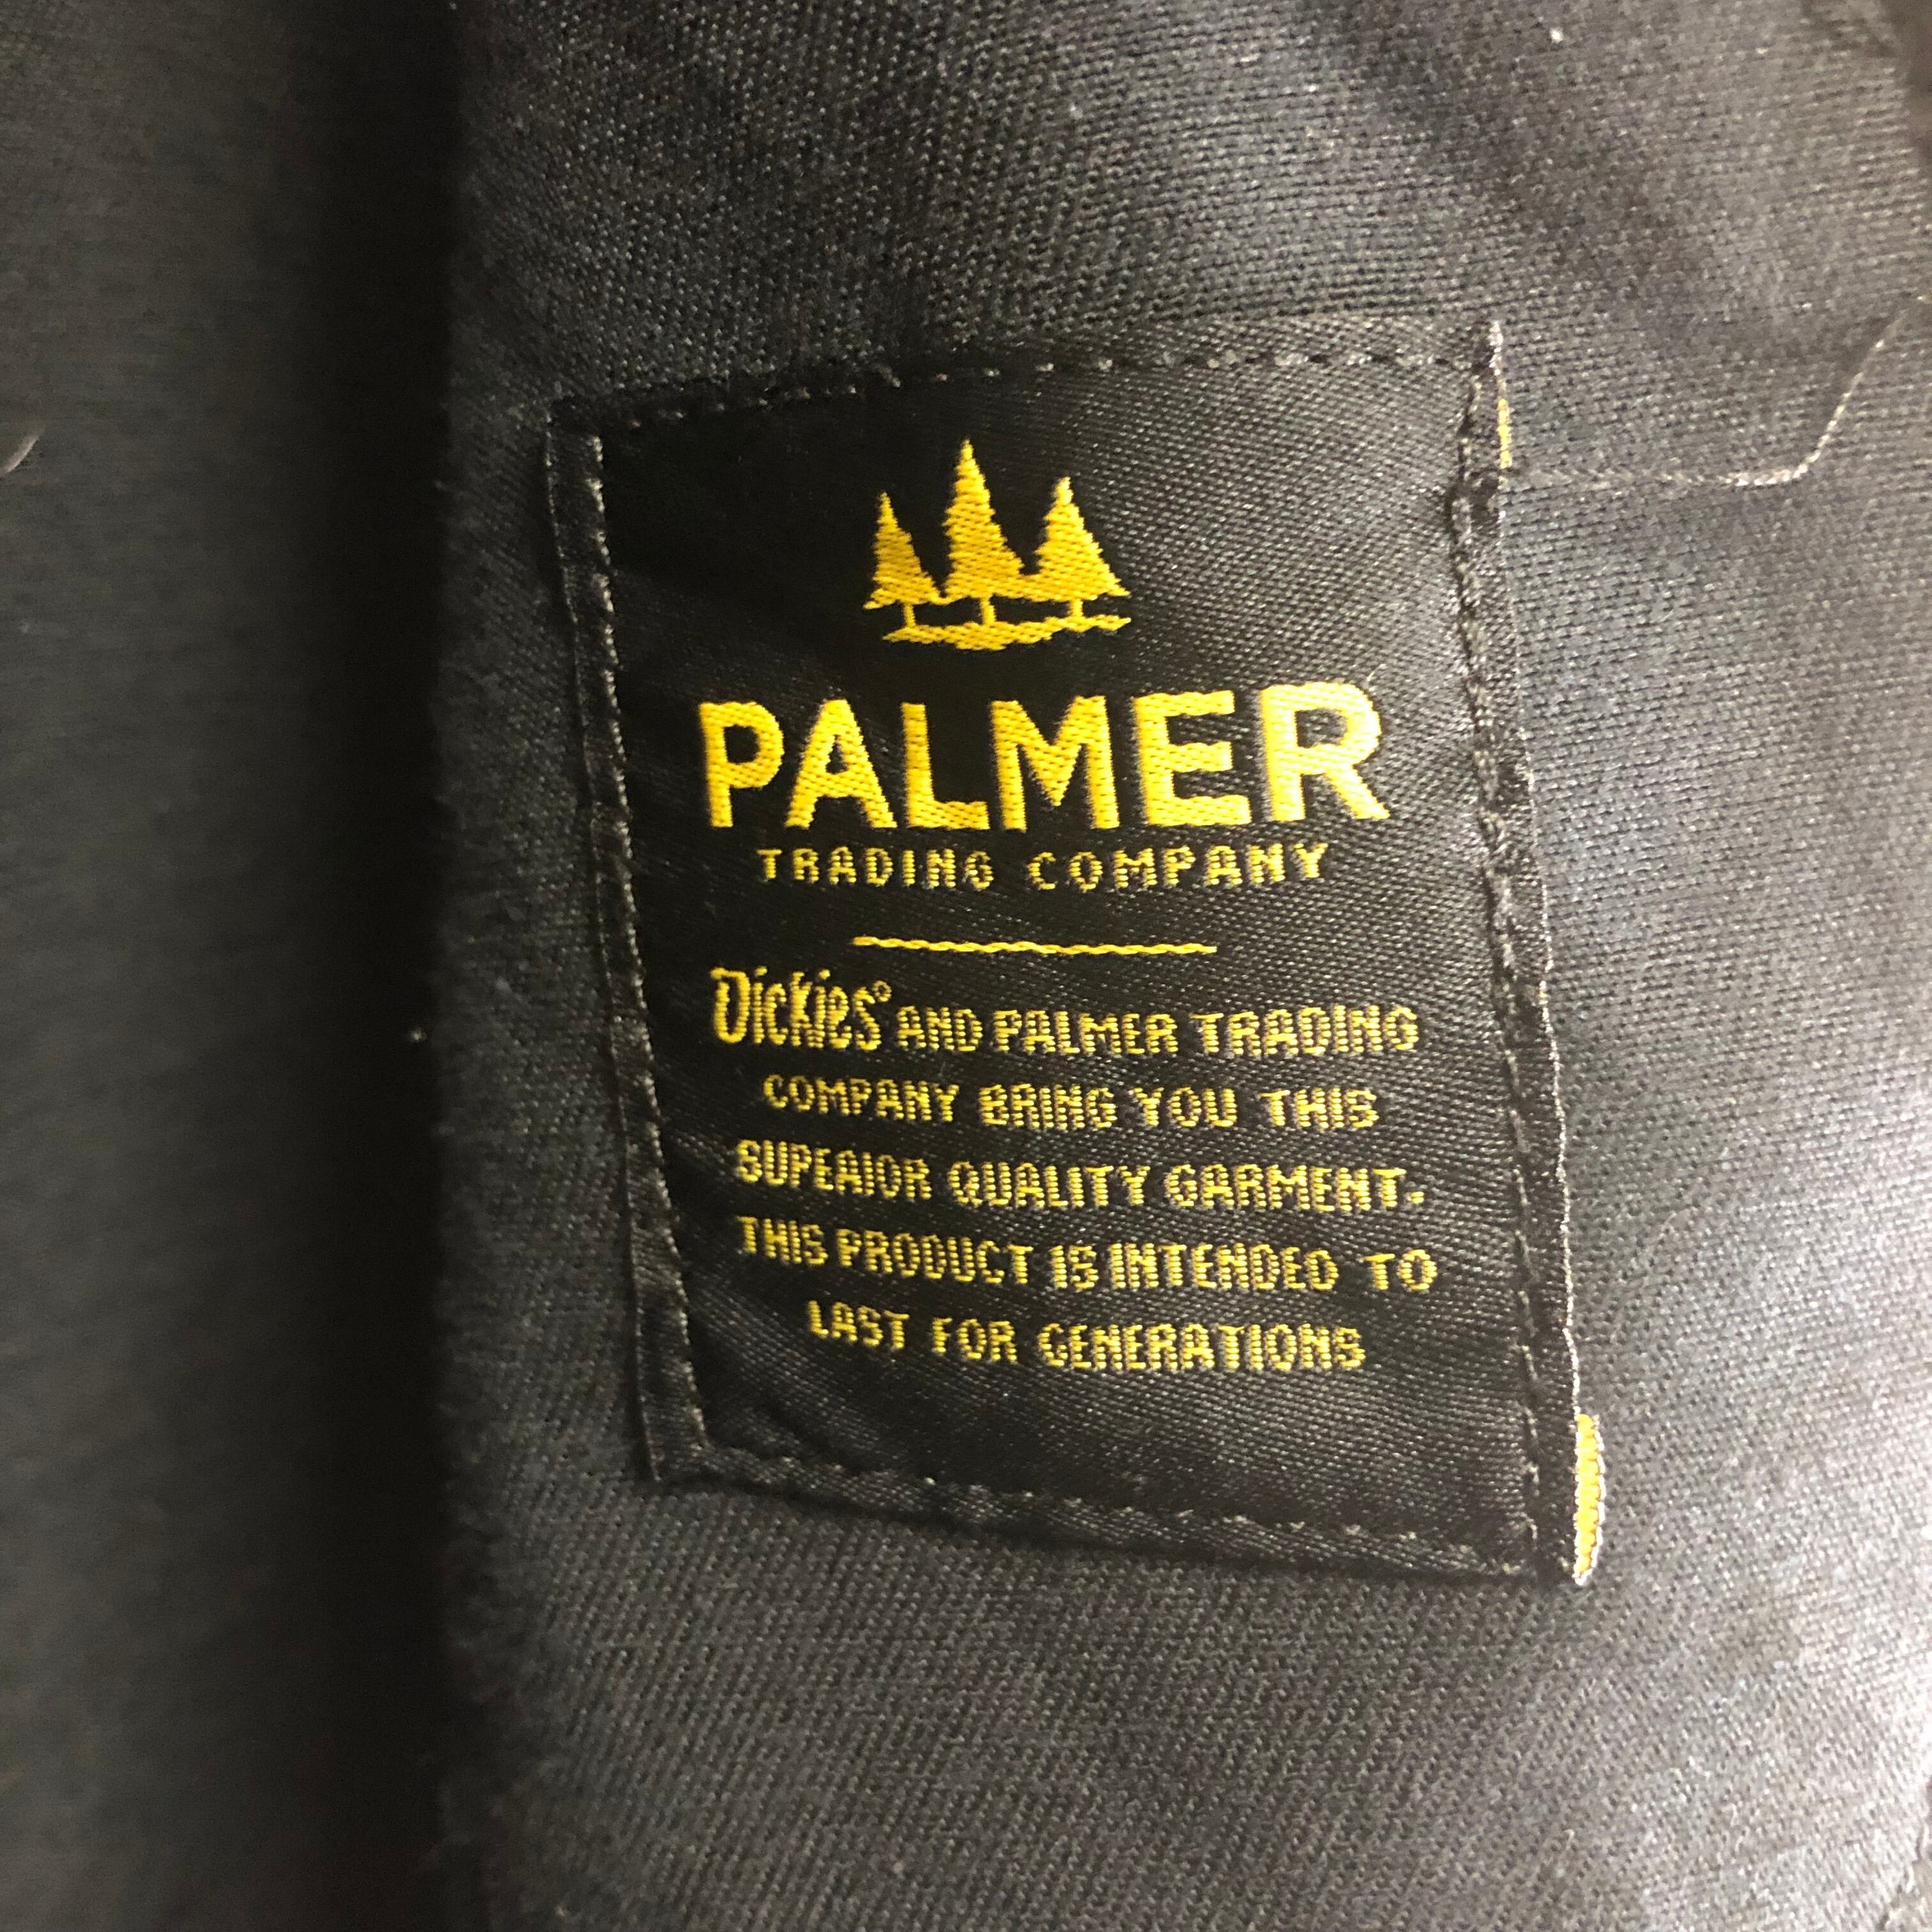 PALMER
TRADING COMPANY
Dickies® AND PALMER TRADING
COMPANY BRING YOU THIS
SUPERIOR QUALITY GARMENT.
THIS PRODUCT IS INTENDED TO
LAST FOR GENERATIONS